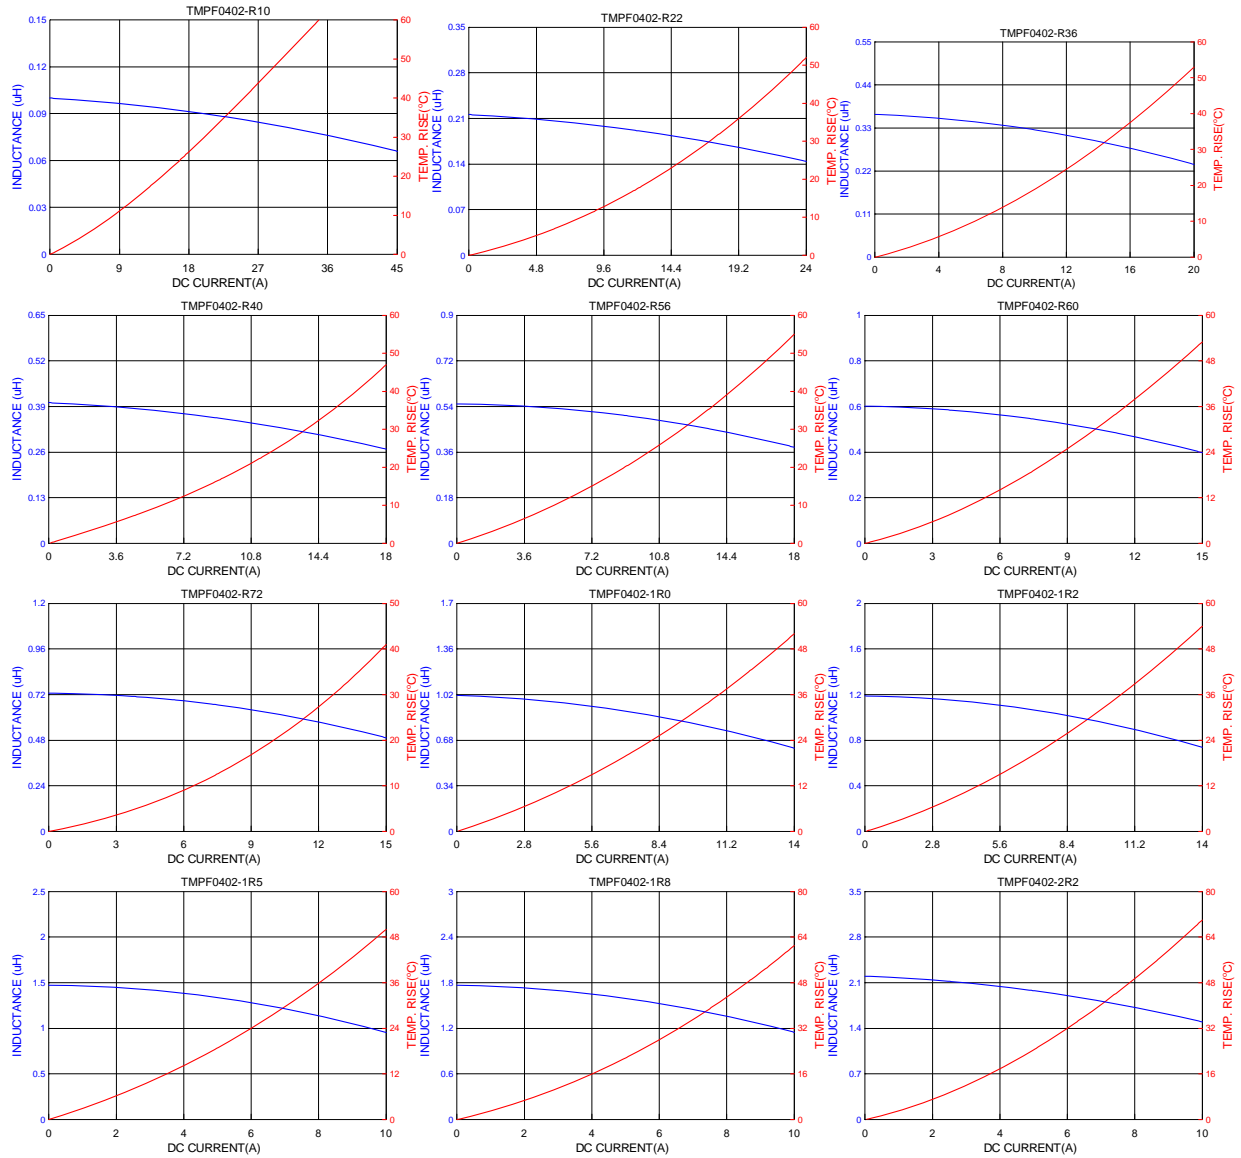 TMPF0402-R10
0.15
0.12
0.09
0.06
0.03
0
INDUCTANCE (uH)
60
50
40
30
20
10
0
TEMP. RISE(°C)
0 9 18 27 36 45
DC CURRENT(A)
TMPF0402-R22
0.35
0.28
0.21
0.14
0.07
0
INDUCTANCE (uH)
60
50
40
30
20
10
0
TEMP. RISE(°C)
0 4.8 9.6 14.4 19.2 24
DC CURRENT(A)
TMPF0402-R36
0.55
0.44
0.33
0.22
0.11
0
INDUCTANCE (uH)
60
50
40
30
20
10
0
TEMP. RISE(°C)
0 4 8 12 16 20
DC CURRENT(A)
TMPF0402-R40
0.65
0.52
0.39
0.26
0.13
0
INDUCTANCE (uH)
60
50
40
30
20
10
0
TEMP. RISE(°C)
0 3.6 7.2 10.8 14.4 18
DC CURRENT(A)
TMPF0402-R56
0.9
0.72
0.54
0.36
0.18
0
INDUCTANCE (uH)
60
50
40
30
20
10
0
TEMP. RISE(°C)
0 3.6 7.2 10.8 14.4 18
DC CURRENT(A)
TMPF0402-R60
1
0.8
0.6
0.4
0.2
0
INDUCTANCE (uH)
60
48
36
24
12
0
TEMP. RISE(°C)
0 3 6 9 12 15
DC CURRENT(A)
TMPF0402-R72
1.2
0.96
0.72
0.48
0.24
0
INDUCTANCE (uH)
50
40
30
20
10
0
TEMP. RISE(°C)
0 3 6 9 12 15
DC CURRENT(A)
TMPF0402-1R0
1.7
1.36
1.02
0.68
0.34
0
INDUCTANCE (uH)
60
48
36
24
12
0
TEMP. RISE(°C)
0 2.8 5.6 8.4 11.2 14
DC CURRENT(A)
TMPF0402-1R2
2
1.6
1.2
0.8
0.4
0
INDUCTANCE (uH)
60
48
36
24
12
0
TEMP. RISE(°C)
0 2.8 5.6 8.4 11.2 14
DC CURRENT(A)
TMPF0402-1R5
2.5
2
1.5
1
0.5
0
INDUCTANCE (uH)
60
48
36
24
12
0
TEMP. RISE(°C)
0 2 4 6 8 10
DC CURRENT(A)
TMPF0402-1R8
3
2.4
1.8
1.2
0.6
0
INDUCTANCE (uH)
80
64
48
32
16
0
TEMP. RISE(°C)
0 2 4 6 8 10
DC CURRENT(A)
TMPF0402-2R2
3.5
2.8
2.1
1.4
0.7
0
INDUCTANCE (uH)
80
64
48
32
16
0
TEMP. RISE(°C)
0 2 4 6 8 10
DC CURRENT(A)